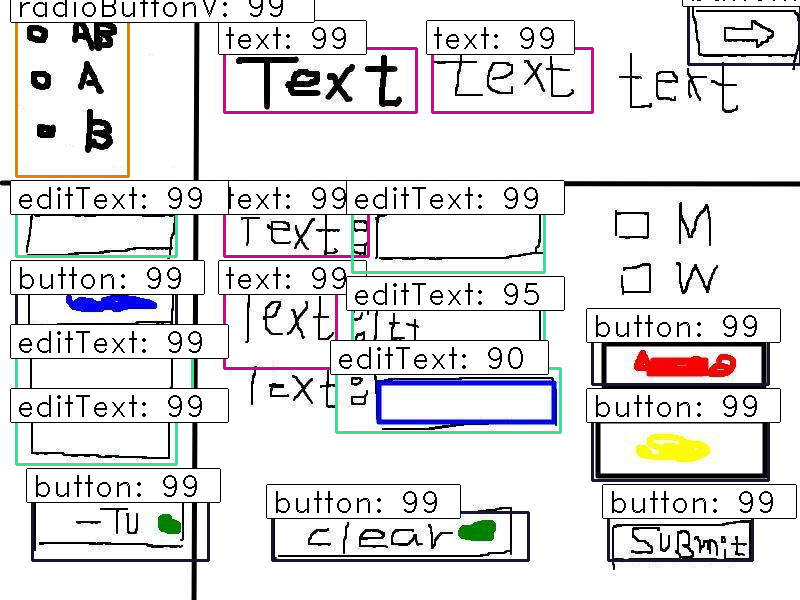 radioButtonV: 99
AB
text: 99 text: 99
A Text text text
B
editText: 99 text: 99 editText: 99
Text M
button: 99 text: 99 W
editText: 95
Text
button: 99
editText: 99 editText: 90
Text
editText: 99 button: 99
button: 99 button: 99 button: 99
-TU clear SuBmit